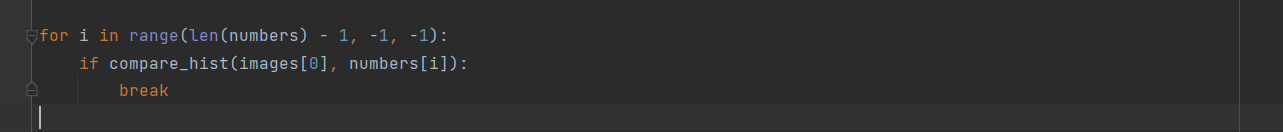 for i in range(len(numbers) - 1, -1, -1):
    if compare_hist(images[0], numbers[i]):
        break